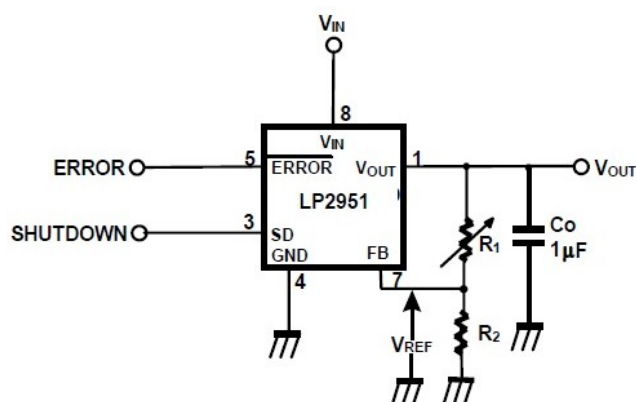 VIN
8
VIN
ERROR 5 ERROR VOUT 1 VOUT
LP2951
SHUTDOWN 3 SD
R1
Co
1µF
GND FB
4 7
VREF
R2